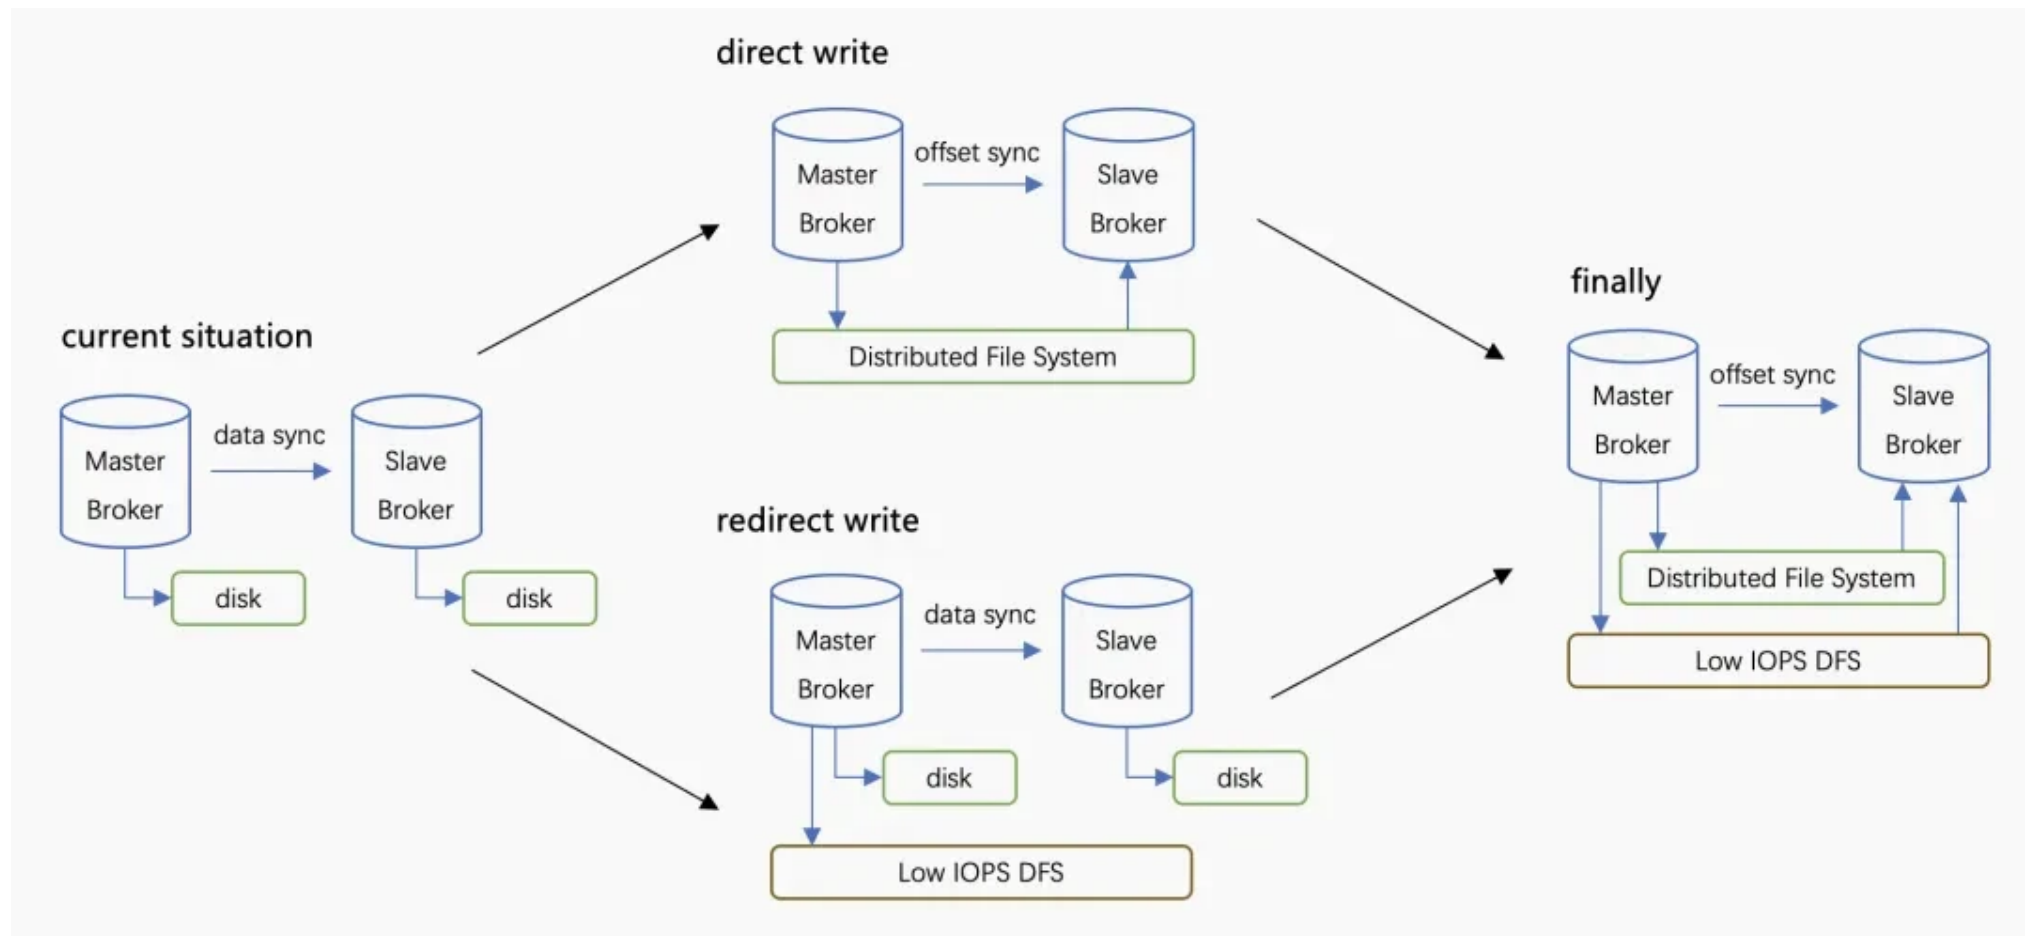 current situation
Master
Broker
data sync
Slave
Broker
disk
disk
direct write
Master
Broker
offset sync
Slave
Broker
Distributed File System
redirect write
Master
Broker
data sync
Slave
Broker
disk
disk
Low IOPS DFS
finally
Master
Broker
offset sync
Slave
Broker
Distributed File System
Low IOPS DFS